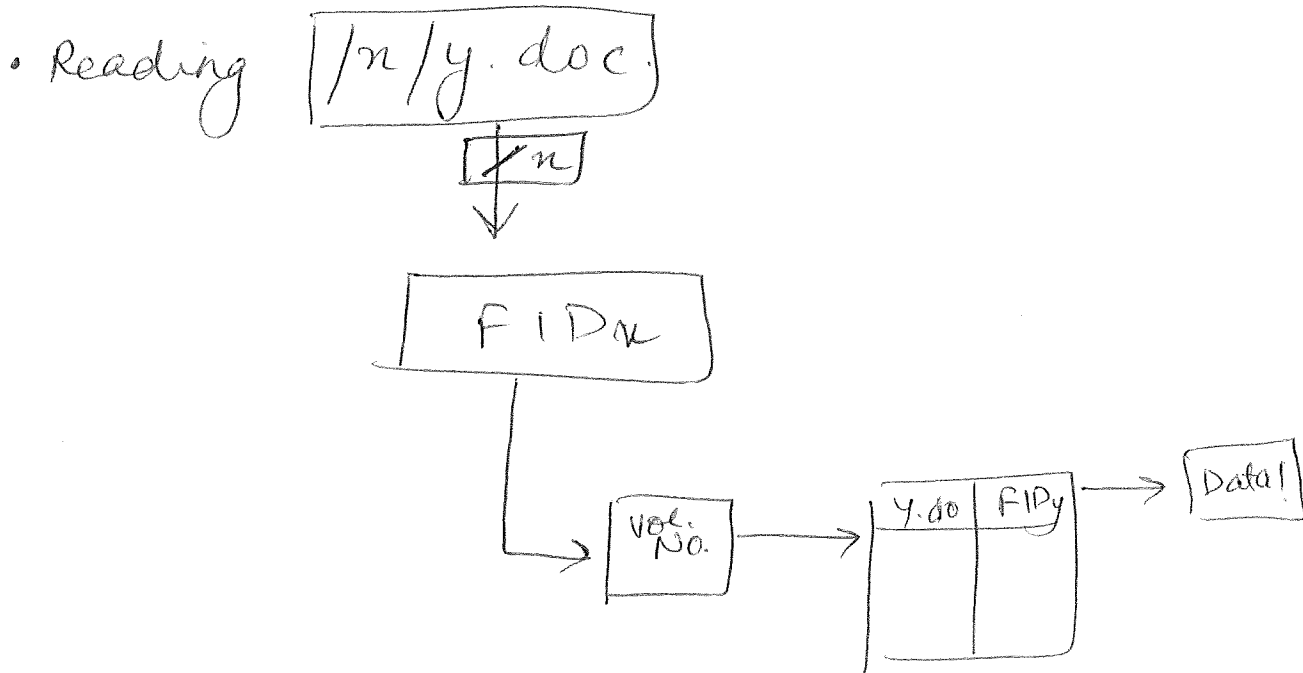 • Reading /x/y.doc.
/x
FIDx
Vol. No.
Y.do FIDy
Data!